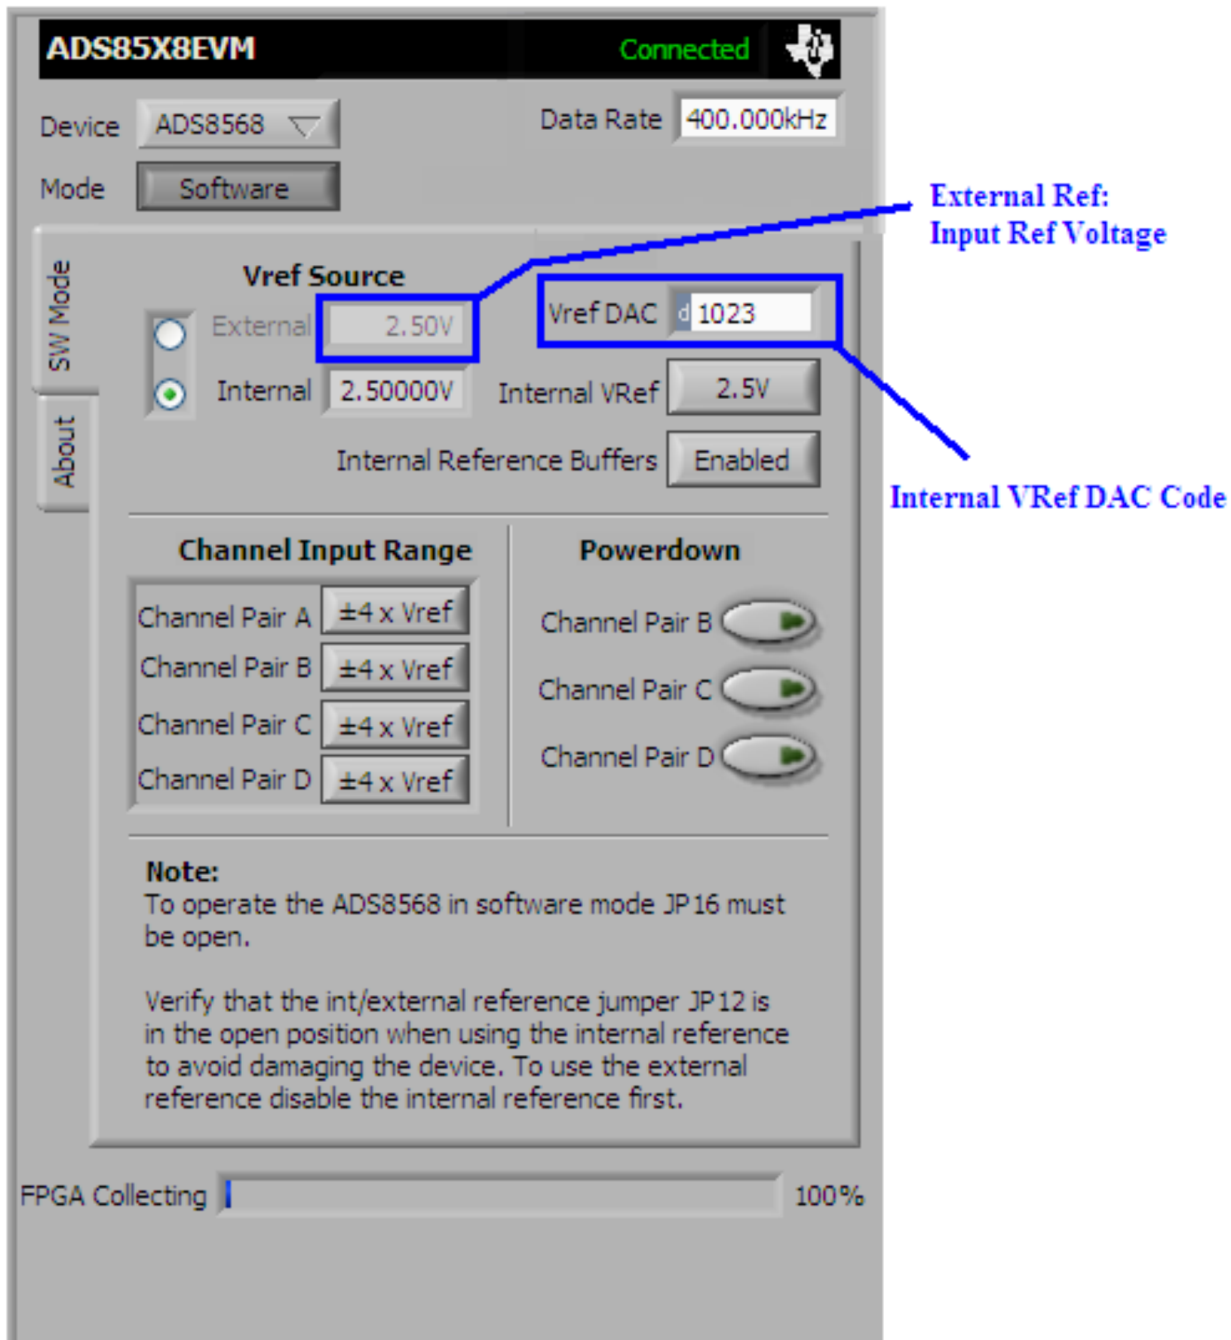 ADS85X8EVM Connected
Device ADS8568 Data Rate 400.000kHz
Mode Software
External Ref:
Input Ref Voltage
SW Mode
About
Vref Source
External 2.50V
Vref DAC d 1023
Internal 2.50000V
Internal VRef 2.5V
Internal Reference Buffers Enabled
Internal VRef DAC Code
Channel Input Range
Channel Pair A ±4 x Vref
Channel Pair B ±4 x Vref
Channel Pair C ±4 x Vref
Channel Pair D ±4 x Vref
Powerdown
Channel Pair B
Channel Pair C
Channel Pair D
Note:
To operate the ADS8568 in software mode JP16 must
be open.
Verify that the int/external reference jumper JP12 is
in the open position when using the internal reference
to avoid damaging the device. To use the external
reference disable the internal reference first.
FPGA Collecting 100%